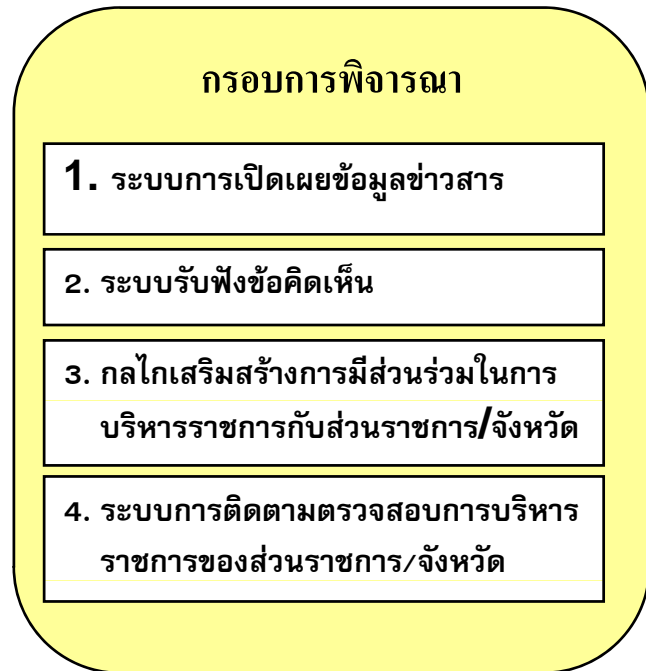 กรอบการพิจารณา
1. ระบบการเปิดเผยข้อมูลข่าวสาร
2. ระบบรับฟังข้อคิดเห็น
3. กลไกเสริมสร้างการมีส่วนร่วมในการ
บริหารราชการกับส่วนราชการ/จังหวัด
4. ระบบการติดตามตรวจสอบการบริหาร
ราชการของส่วนราชการ/จังหวัด